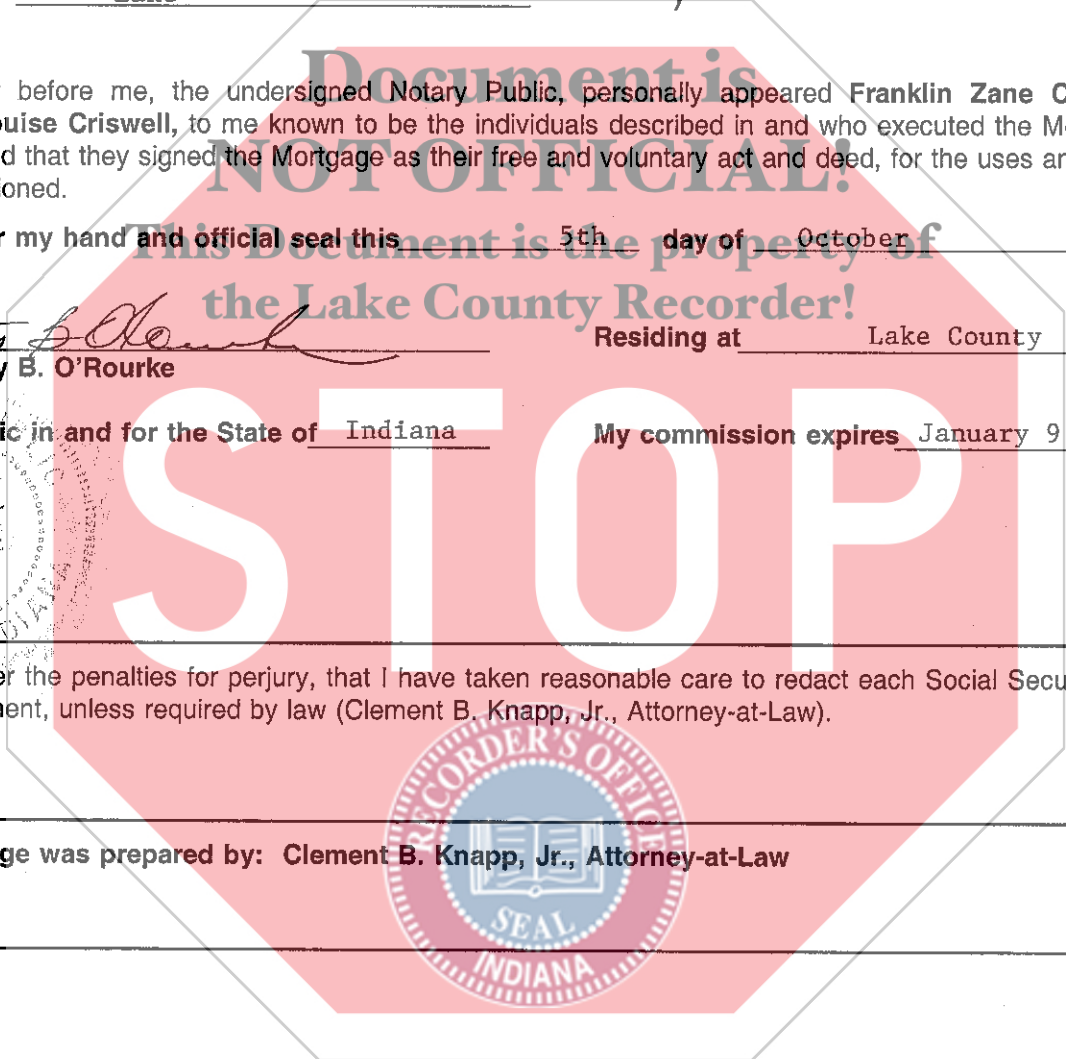 Lake )
before me, the undersigned Notary Public, personally appeared Franklin Zane C
ouise Criswell, to me known to be the individuals described in and who executed the M
d that they signed the Mortgage as their free and voluntary act and deed, for the uses ar
ioned.
r my hand and official seal this 5th day of October
B O'Rourke
Residing at Lake County
y B. O'Rourke
ic in and for the State of Indiana My commission expires January 9
er the penalties for perjury, that I have taken reasonable care to redact each Social Secu
ent, unless required by law (Clement B. Knapp, Jr., Attorney-at-Law).
ge was prepared by: Clement B. Knapp, Jr., Attorney-at-Law
Document is
NOT OFFICIAL!
This Document is the property of
the Lake County Recorder!
STOP
RECORDER'S OFFICE
SEAL
INDIANA
DIANA